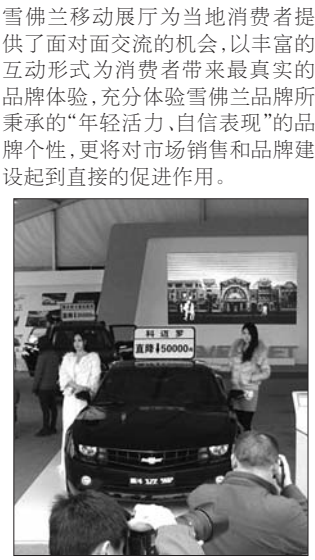 雪佛兰移动展厅为当地消费者提
供了面对面交流的机会,以丰富的
互动形式为消费者带来最真实的
品牌体验,充分体验雪佛兰品牌所
秉承的“年轻活力、自信表现”的品
牌个性,更将对市场销售和品牌建
设起到直接的促进作用。
科迈罗
直降50000元